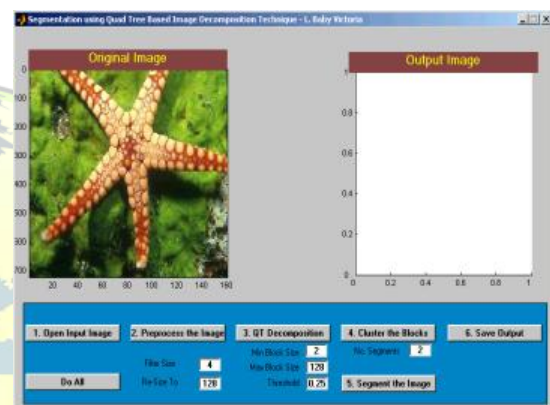 Segmentation using Quad Tree Based Image Decomposition Technique - L. Baby Victoria
Original Image
Output Image
0
100
200
300
400
500
600
700
20 40 60 80 100 120 140 160
1
0.8
0.6
0.4
0.2
0
0 0.2 0.4 0.6 0.8 1
1. Open Input Image
2. Preprocess the Image
3. QT Decomposition
4. Cluster the Blocks
6. Save Output
Filter Size 4
Min Block Size 2
No. Segments 2
Max Block Size 128
Do All
Re-Size To 128
Threshold 0.25
5. Segment the Image